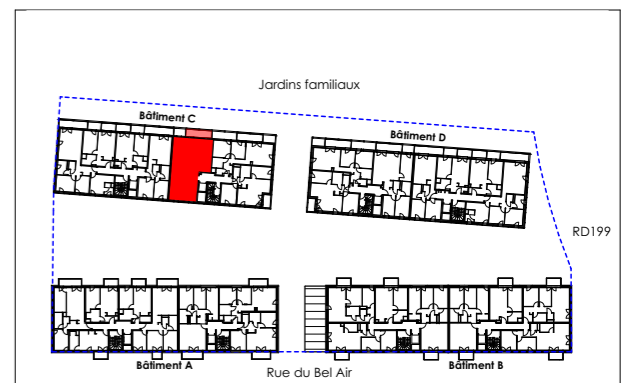 Jardins familiaux
Bâtiment C
Bâtiment D
RD199
Bâtiment A
Rue du Bel Air
Bâtiment B